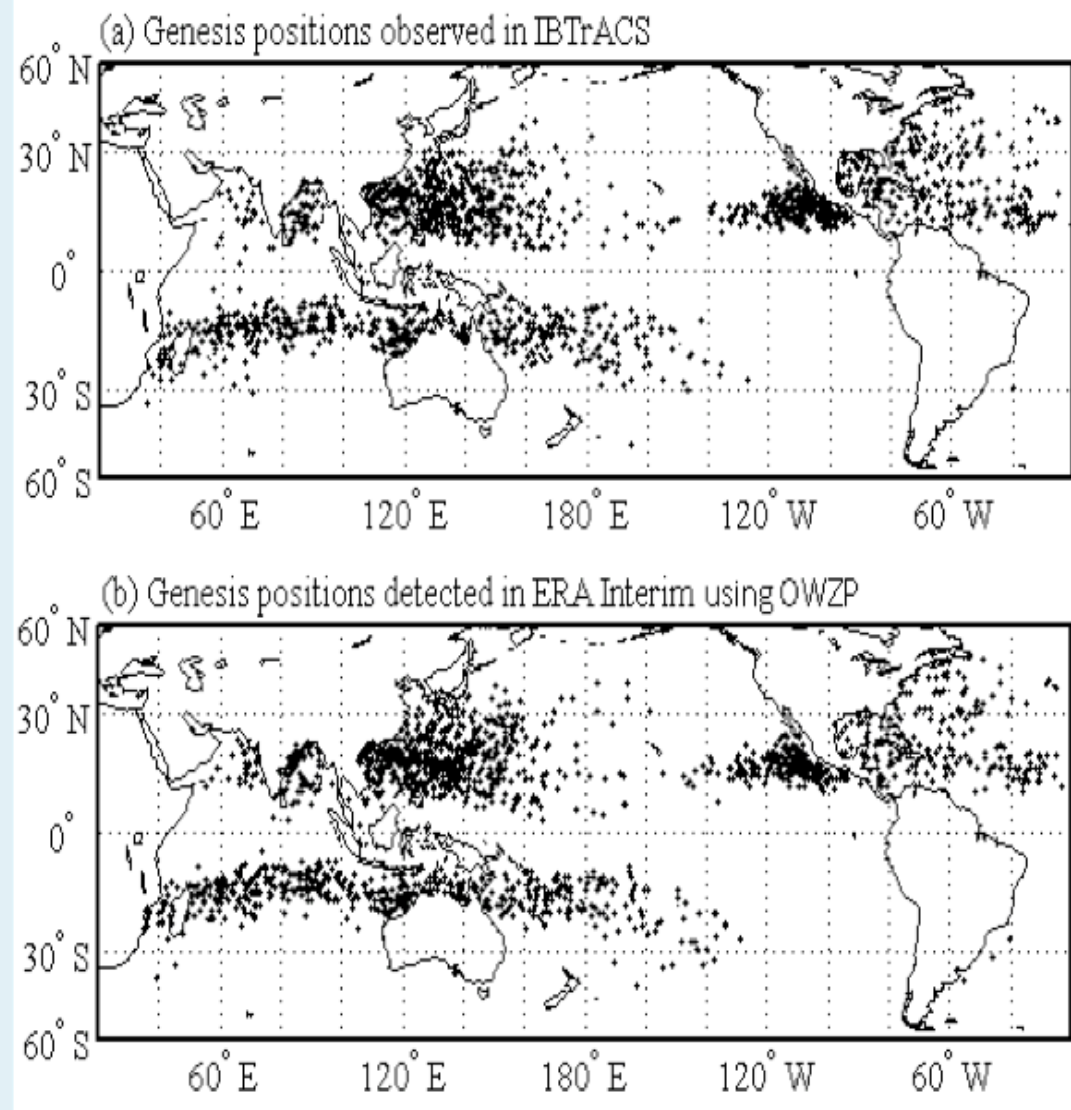 (a) Genesis positions observed in IBTrACS
60° N
30° N
0°
30° S
60° S
60° E 120° E 180° E 120° W 60° W
(b) Genesis positions detected in ERA Interim using OWZP
60° N
30° N
0°
30° S
60° S
60° E 120° E 180° E 120° W 60° W